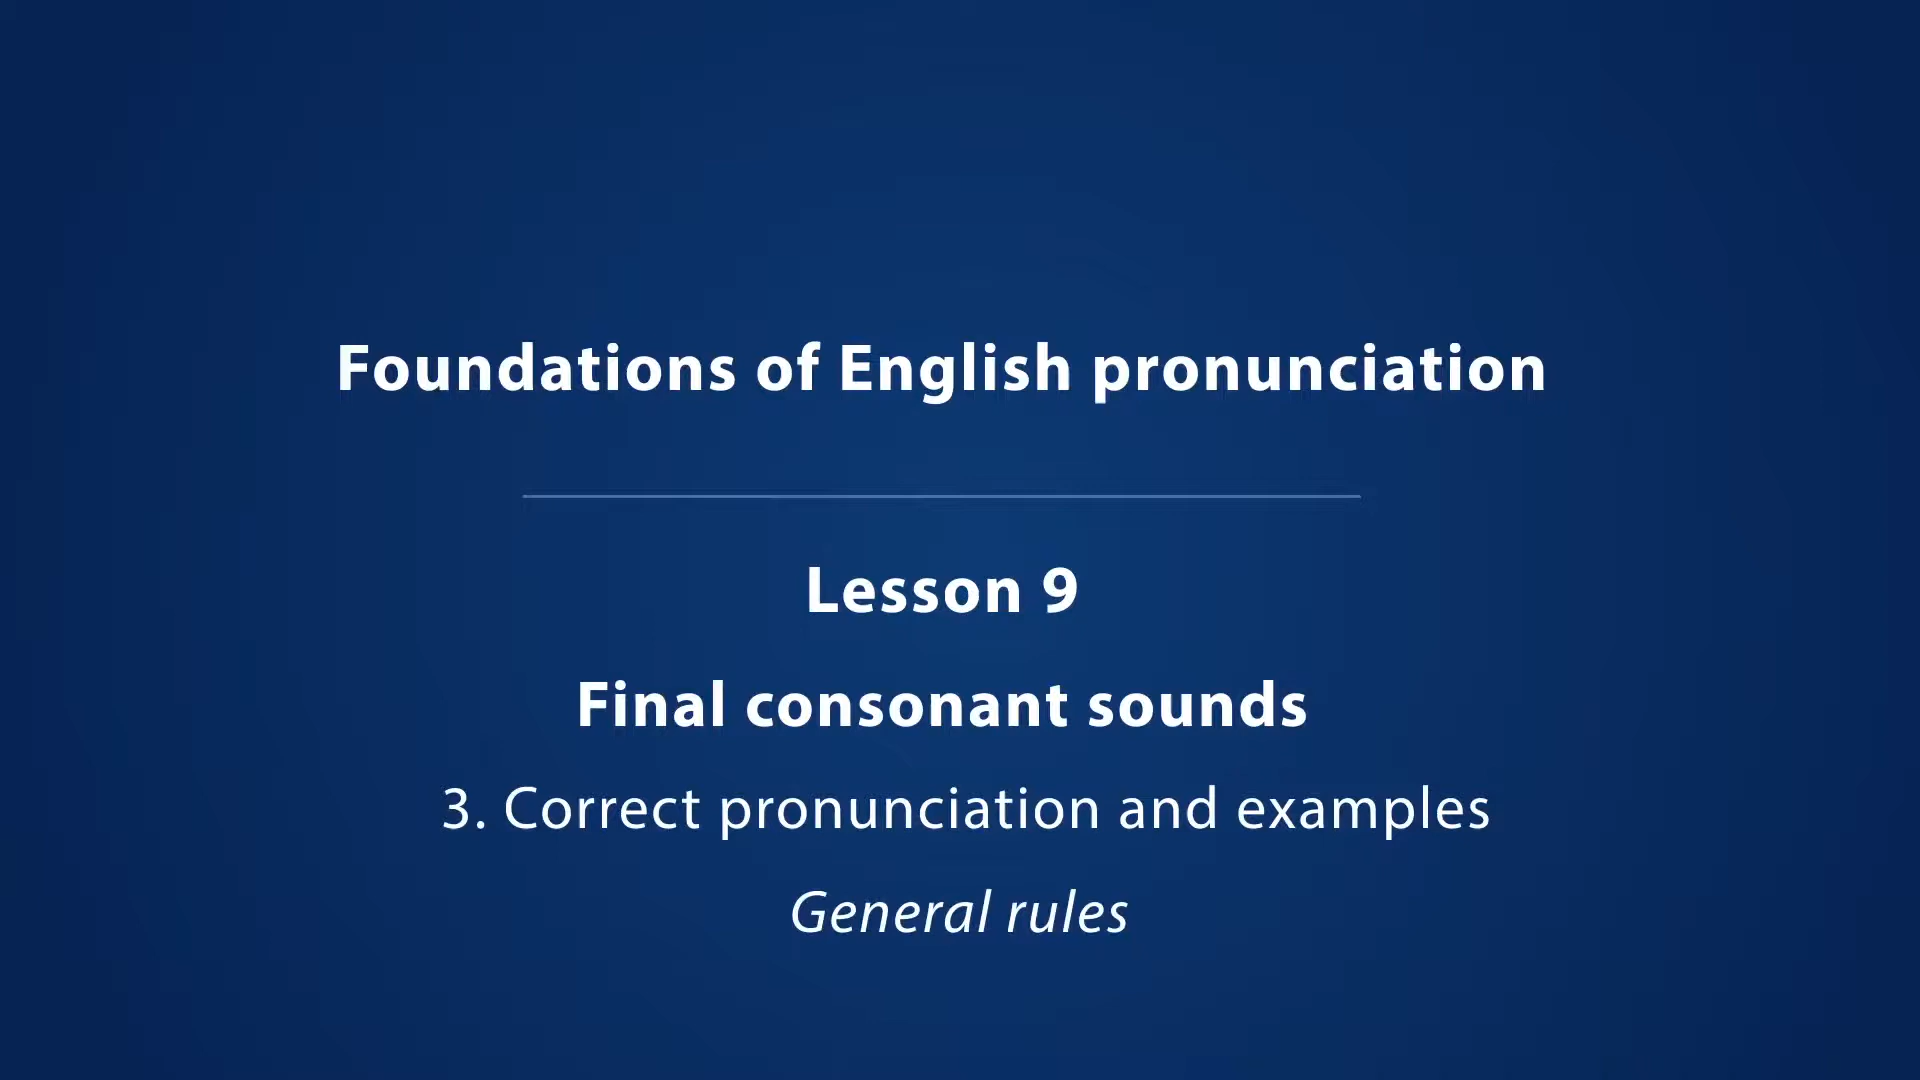 Foundations of English pronunciation
Lesson 9
Final consonant sounds
3. Correct pronunciation and examples
General rules